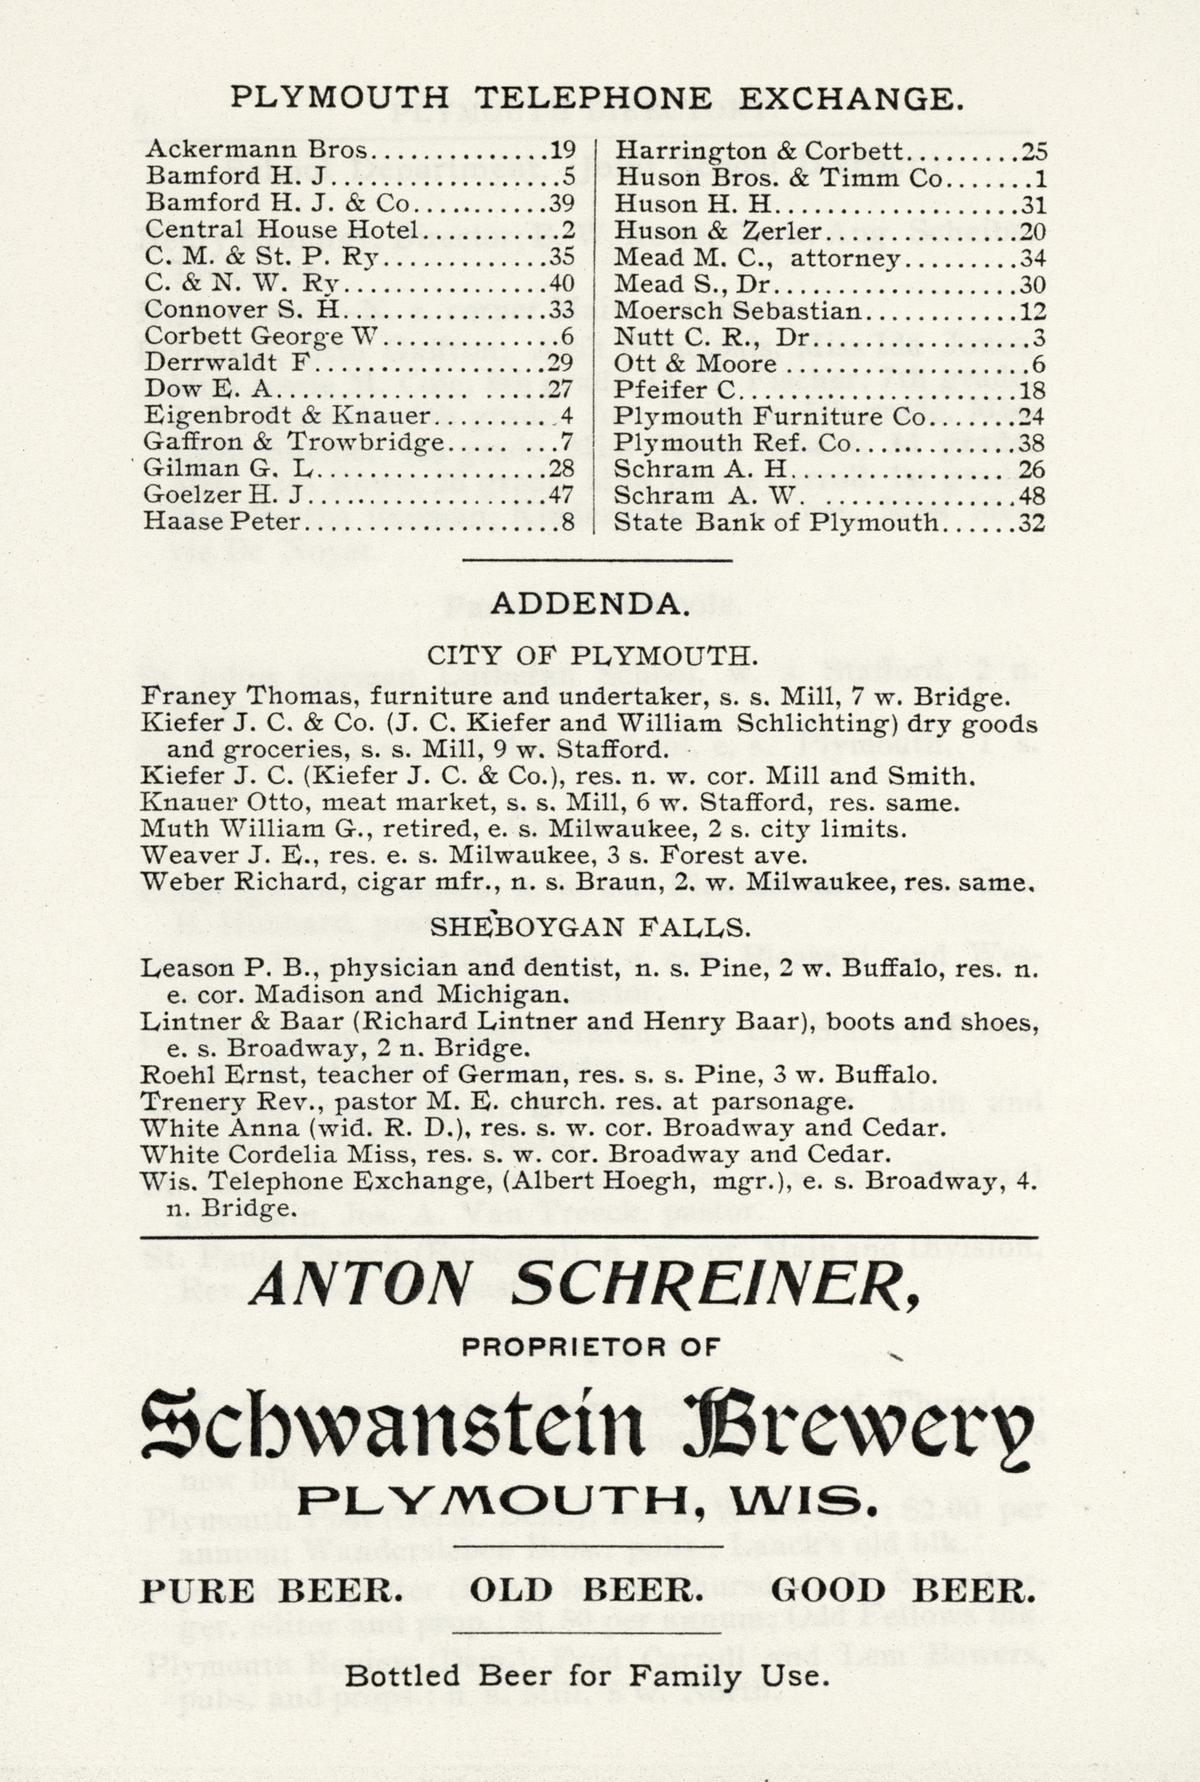 PLYMOUTH TELEPHONE EXCHANGE.
Ackermann Bros..............19
Bamford H. J..................5
Bamford H. J. & Co...........39
Central House Hotel...........2
C. M. & St. P. Ry.............35
C. & N. W. Ry................40
Connover S. H................33
Corbett George W.............6
Derrwaldt F..................29
Dow E. A.............. .....27
Eigenbrodt & Knauer..........4
Gaffron & Trowbridge..... ...7
Gilman G. L..................28
Goelzer H. J...................47
Haase Peter...................8
Harrington & Corbett.........25
Huson Bros. & Timm Co.......1
Huson H. H...................31
Huson & Zerler...............20
Mead M. C., attorney.........34
Mead S., Dr...................30
Moersch Sebastian............12
Nutt C. R., Dr.................3
Ott & Moore ..................6
Pfeifer C.....................18
Plymouth Furniture Co.......24
Plymouth Ref. Co.............38
Schram A. H..................26
Schram A. W. ...............48
State Bank of Plymouth......32
ADDENDA.
CITY OF PLYMOUTH.
Franey Thomas, furniture and undertaker, s. s. Mill, 7 w. Bridge.
Kiefer J. C. & Co. (J. C. Kiefer and William Schlichting) dry goods
and groceries, s. s. Mill, 9 w. Stafford.
Kiefer J. C. (Kiefer J. C. & Co.), res. n. w. cor. Mill and Smith.
Knauer Otto, meat market, s. s. Mill, 6 w. Stafford, res. same.
Muth William G., retired, e. s. Milwaukee, 2 s. city limits.
Weaver J. E., res. e. s. Milwaukee, 3 s. Forest ave.
Weber Richard, cigar mfr., n. s. Braun, 2. w. Milwaukee, res. same.
SHEBOYGAN FALLS.
Leason P. B., physician and dentist, n. s. Pine, 2 w. Buffalo, res. n.
e. cor. Madison and Michigan.
Lintner & Baar (Richard Lintner and Henry Baar), boots and shoes,
e. s. Broadway, 2 n. Bridge.
Roehl Ernst, teacher of German, res. s. s. Pine, 3 w. Buffalo.
Trenery Rev., pastor M. E. church. res. at parsonage.
White Anna (wid. R. D.), res. s. w. cor. Broadway and Cedar.
White Cordelia Miss, res. s. w. cor. Broadway and Cedar.
Wis. Telephone Exchange, (Albert Hoegh, mgr.), e. s. Broadway, 4.
n. Bridge.
ANTON SCHREINER,
PROPRIETOR OF
Schwanstein Brewery
PLYMOUTH, WIS.
PURE BEER. OLD BEER. GOOD BEER.
Bottled Beer for Family Use.